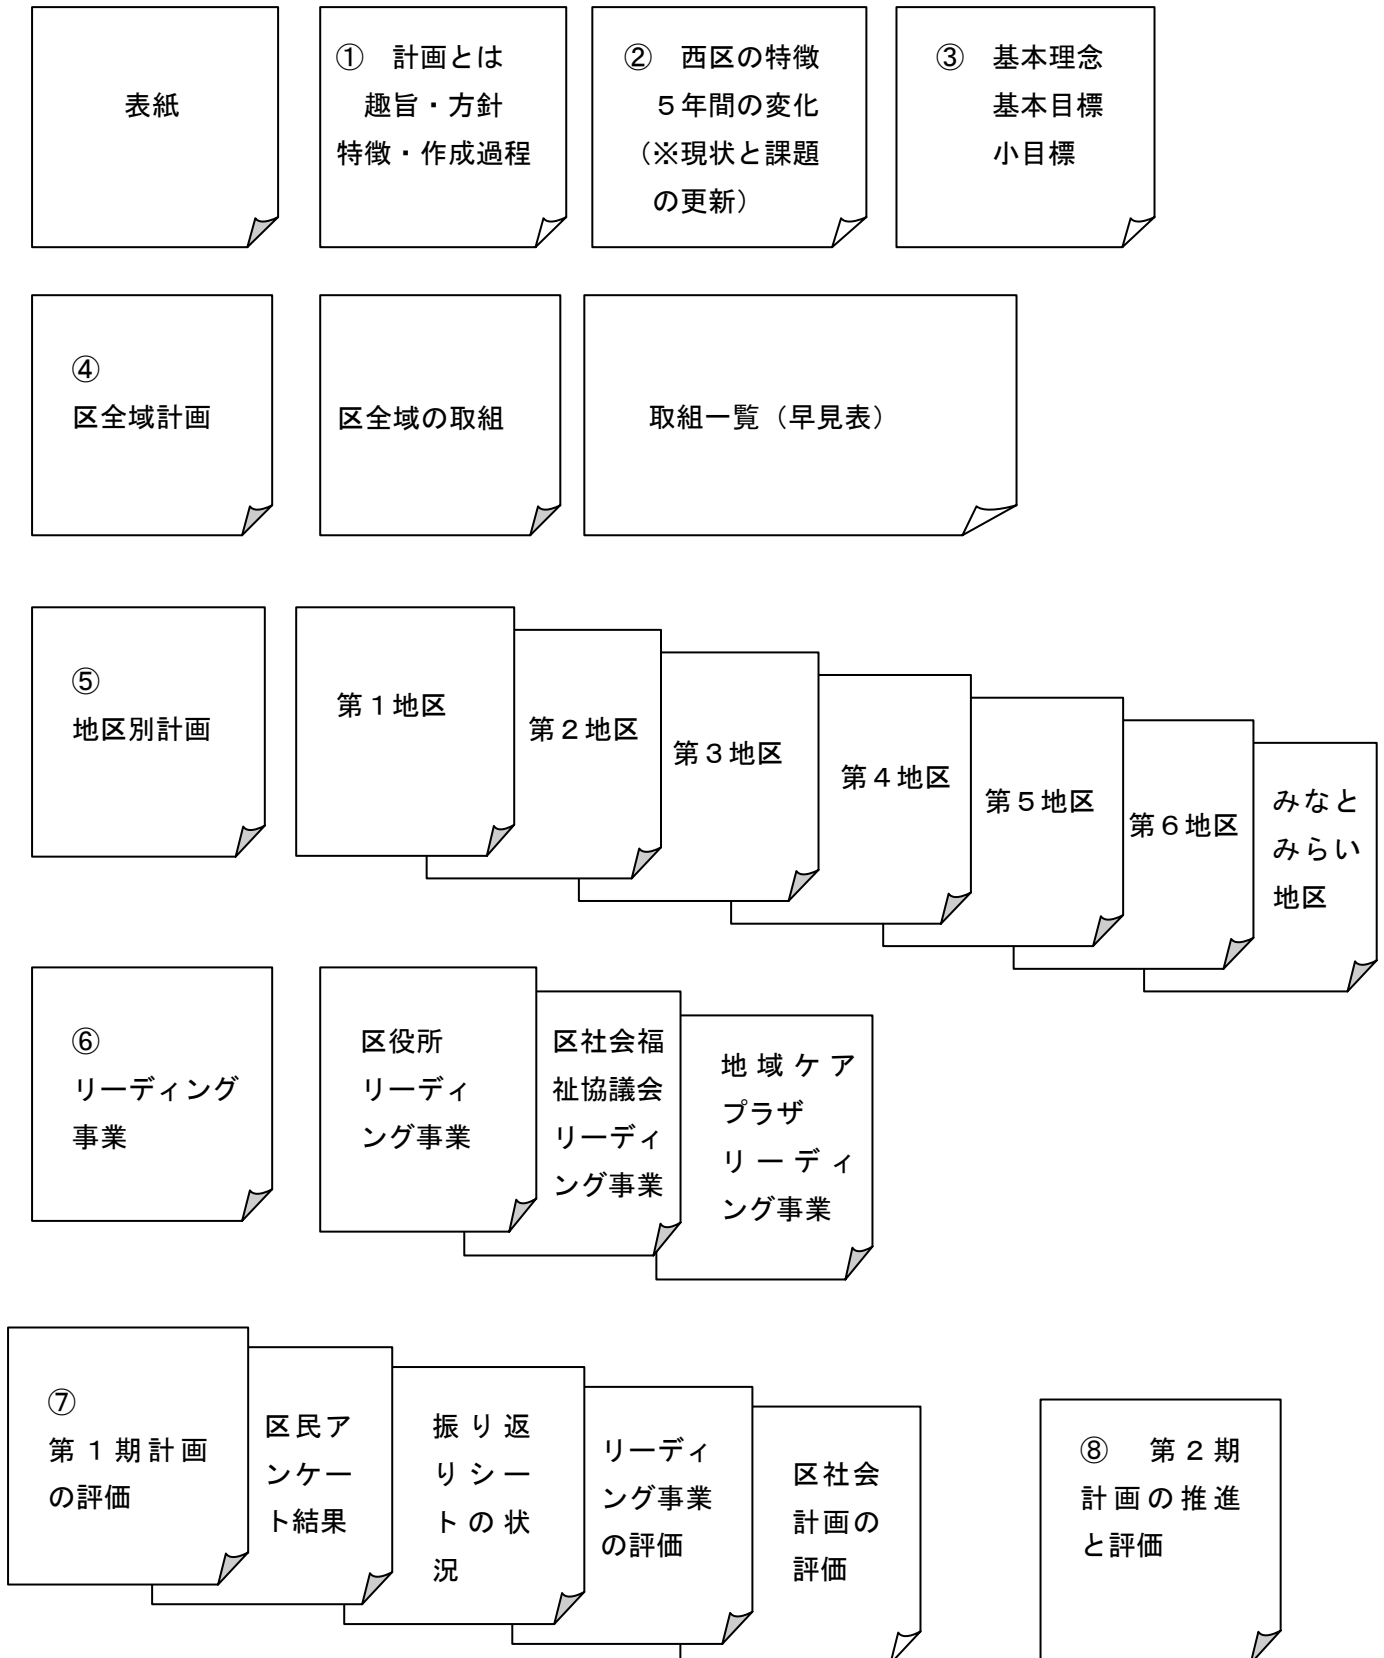 表紙
①　計画とは
趣旨・方針
特徴・作成過程
②　西区の特徴
５年間の変化
（※現状と課題
の更新）
③　基本理念
基本目標
小目標
④
区全域計画
区全域の取組
取組一覧（早見表）
⑤
地区別計画
第１地区
第２地区
第３地区
第４地区
第５地区
第６地区
みなと
みらい
地区
⑥
リーディング
事業
区役所
リーディ
ング事業
区社会福
祉協議会
リーディ
ング事業
地域ケア
プラザ
リーディ
ング事業
⑦
第１期計画
の評価
区民ア
ンケー
ト結果
振り返
りシー
トの状
況
リーディ
ング事業
の評価
区社会
計画の
評価
⑧　第２期
計画の推進
と評価